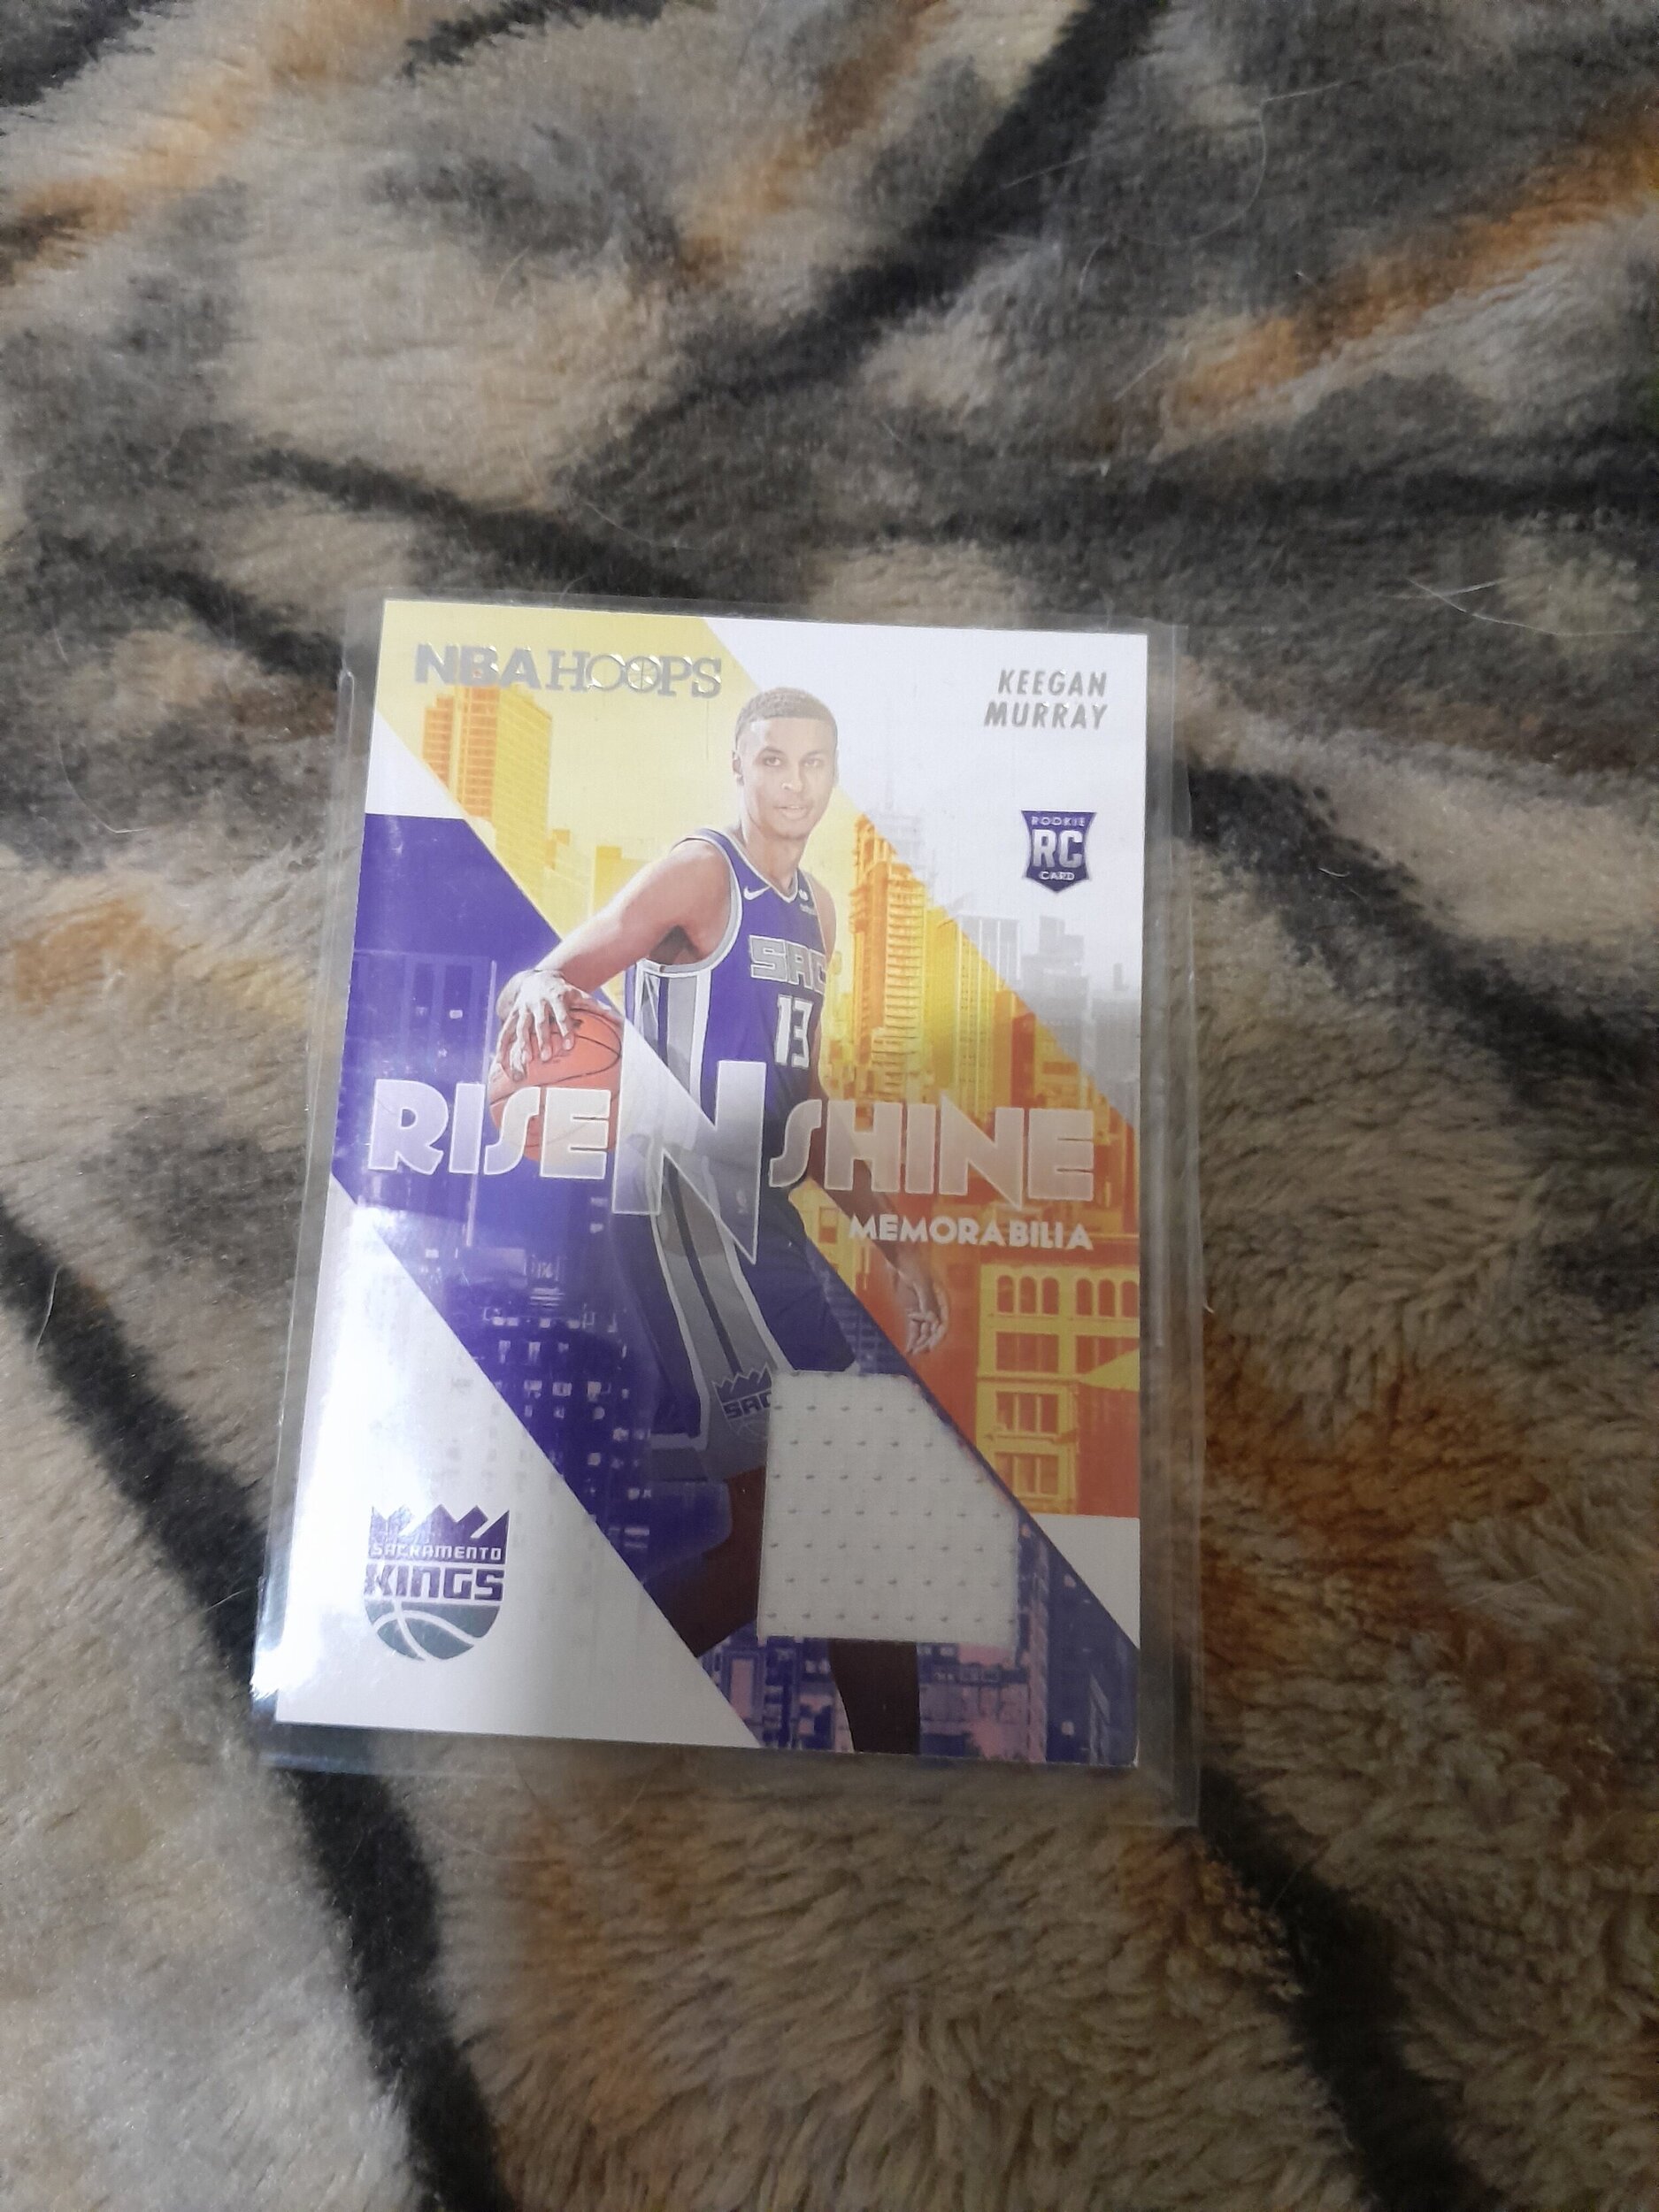 NBA HOOPS
KEEGAN
MURRAY
ROOKIE
RC
CARD
SAC
13
RISE N SHINE
MEMORABILIA
SAC
SACRAMENTO
KINGS